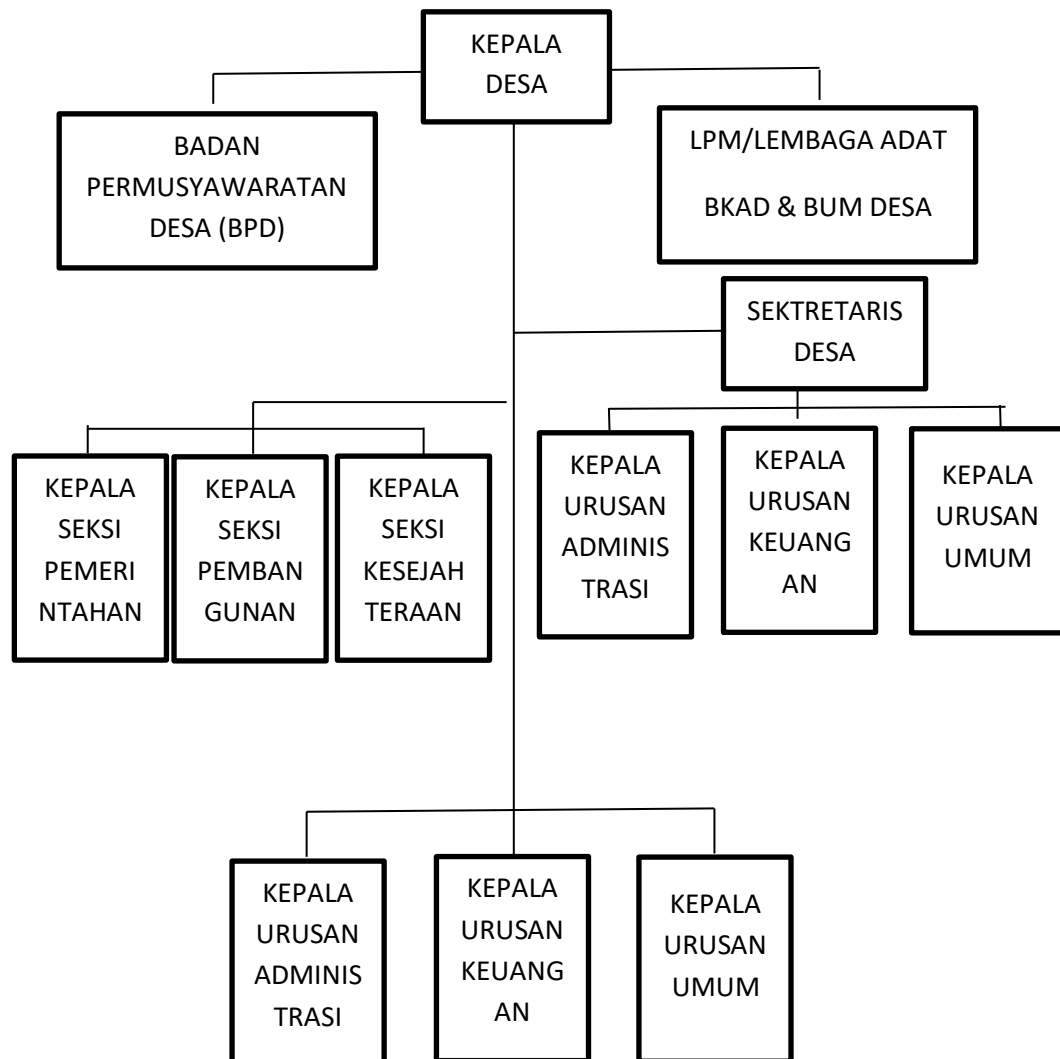 KEPALA
DESA
BADAN
PERMUSYAWARATAN
DESA (BPD)
LPM/LEMBAGA ADAT
BKAD & BUM DESA
SEKTRETARIS
DESA
KEPALA
SEKSI
PEMERI
NTAHAN
KEPALA
SEKSI
PEMBAN
GUNAN
KEPALA
SEKSI
KESEJAH
TERAAN
KEPALA
URUSAN
ADMINIS
TRASI
KEPALA
URUSAN
KEUANG
AN
KEPALA
URUSAN
UMUM
KEPALA
URUSAN
ADMINIS
TRASI
KEPALA
URUSAN
KEUANG
AN
KEPALA
URUSAN
UMUM